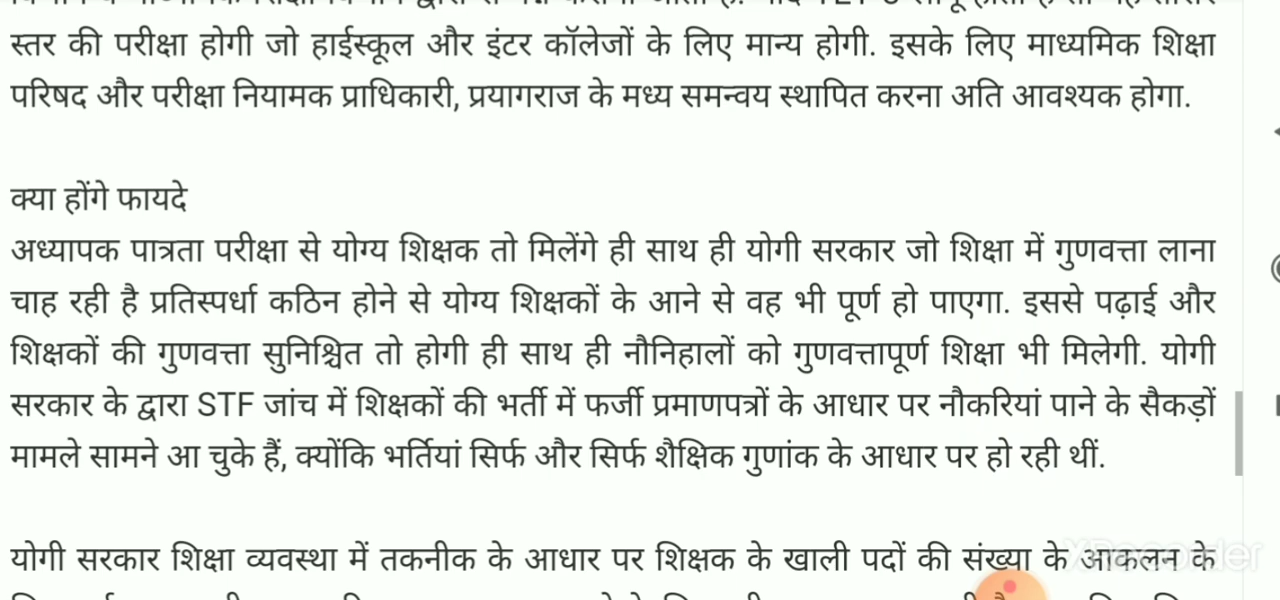 स्तर की परीक्षा होगी जो हाईस्कूल और इंटर कॉलेजों के लिए मान्य होगी. इसके लिए माध्यमिक शिक्षा
परिषद और परीक्षा नियामक प्राधिकारी, प्रयागराज के मध्य समन्वय स्थापित करना अति आवश्यक होगा.
क्या होंगे फायदे
अध्यापक पात्रता परीक्षा से योग्य शिक्षक तो मिलेंगे ही साथ ही योगी सरकार जो शिक्षा में गुणवत्ता लाना
चाह रही है प्रतिस्पर्धा कठिन होने से योग्य शिक्षकों के आने से वह भी पूर्ण हो पाएगा. इससे पढ़ाई और
शिक्षकों की गुणवत्ता सुनिश्चित तो होगी ही साथ ही नौनिहालों को गुणवत्तापूर्ण शिक्षा भी मिलेगी. योगी
सरकार के द्वारा STF जांच में शिक्षकों की भर्ती में फर्जी प्रमाणपत्रों के आधार पर नौकरियां पाने के सैकड़ों
मामले सामने आ चुके हैं, क्योंकि भर्तियां सिर्फ और सिर्फ शैक्षिक गुणांक के आधार पर हो रही थीं.
योगी सरकार शिक्षा व्यवस्था में तकनीक के आधार पर शिक्षक के खाली पदों की संख्या के आकलन के
XRecorder